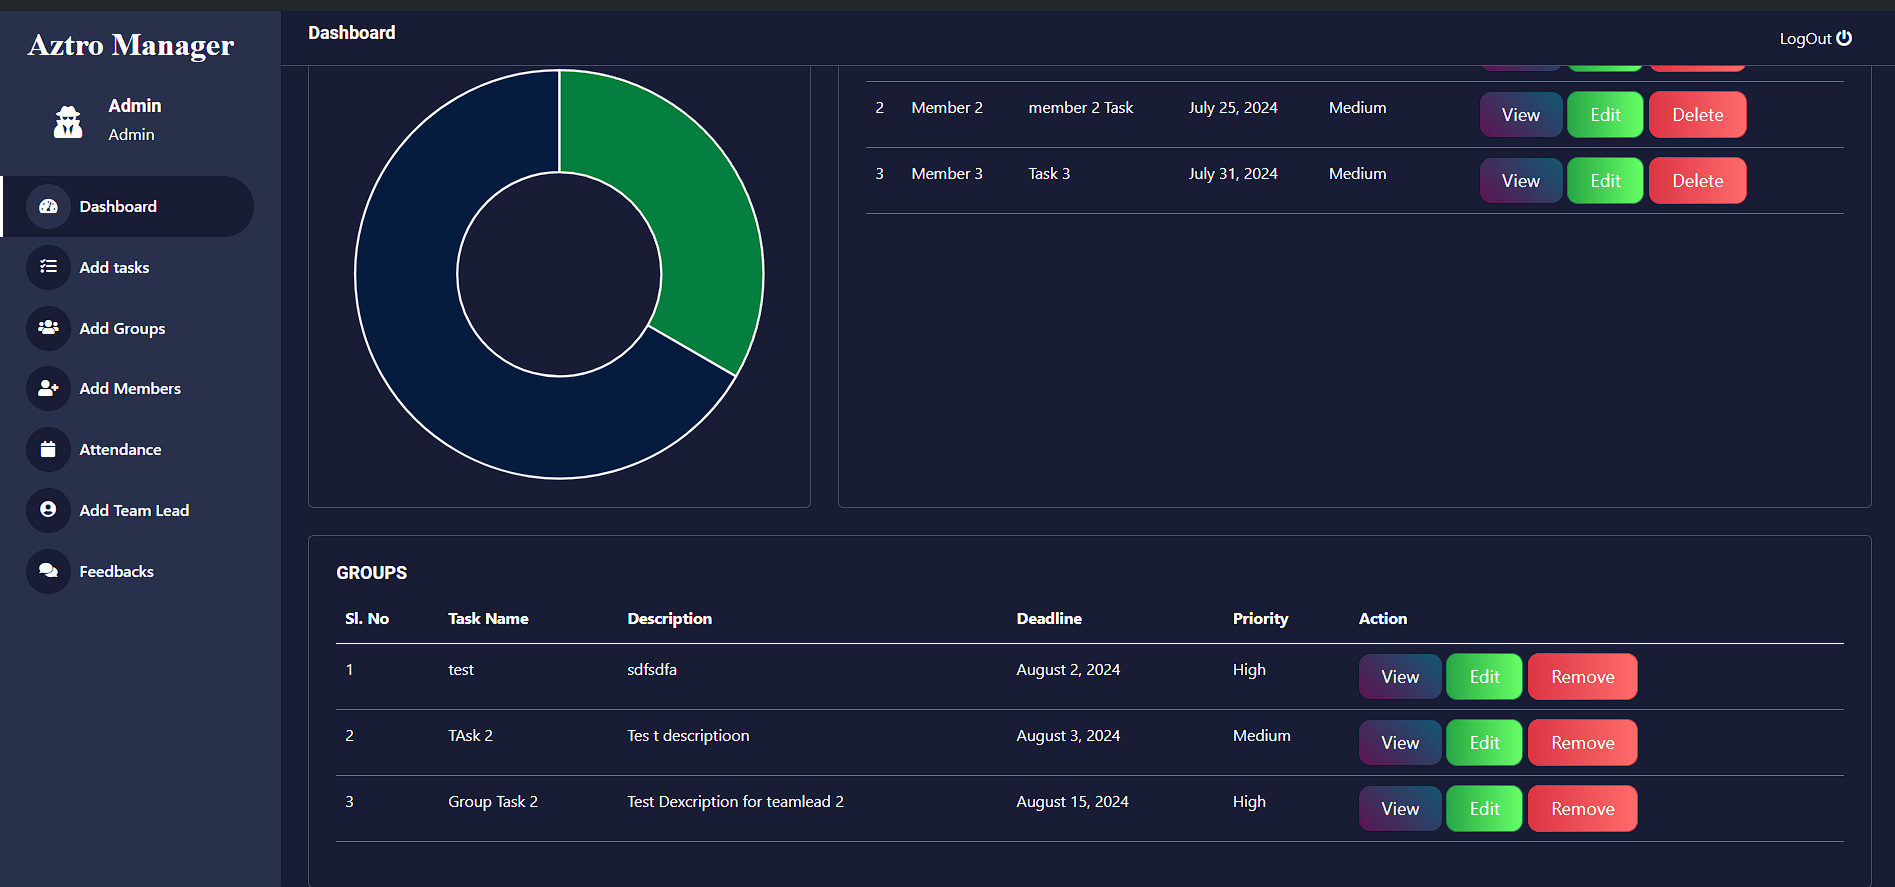 Aztro Manager
Admin
Admin
Dashboard
Add tasks
Add Groups
Add Members
Attendance
Add Team Lead
Feedbacks
Dashboard
LogOut
2 Member 2 member 2 Task July 25, 2024 Medium View Edit Delete
3 Member 3 Task 3 July 31, 2024 Medium View Edit Delete
GROUPS
Sl. No Task Name Description Deadline Priority Action
1 test sdfsdfa August 2, 2024 High View Edit Remove
2 TAsk 2 Tes t descriptioon August 3, 2024 Medium View Edit Remove
3 Group Task 2 Test Dexcription for teamlead 2 August 15, 2024 High View Edit Remove